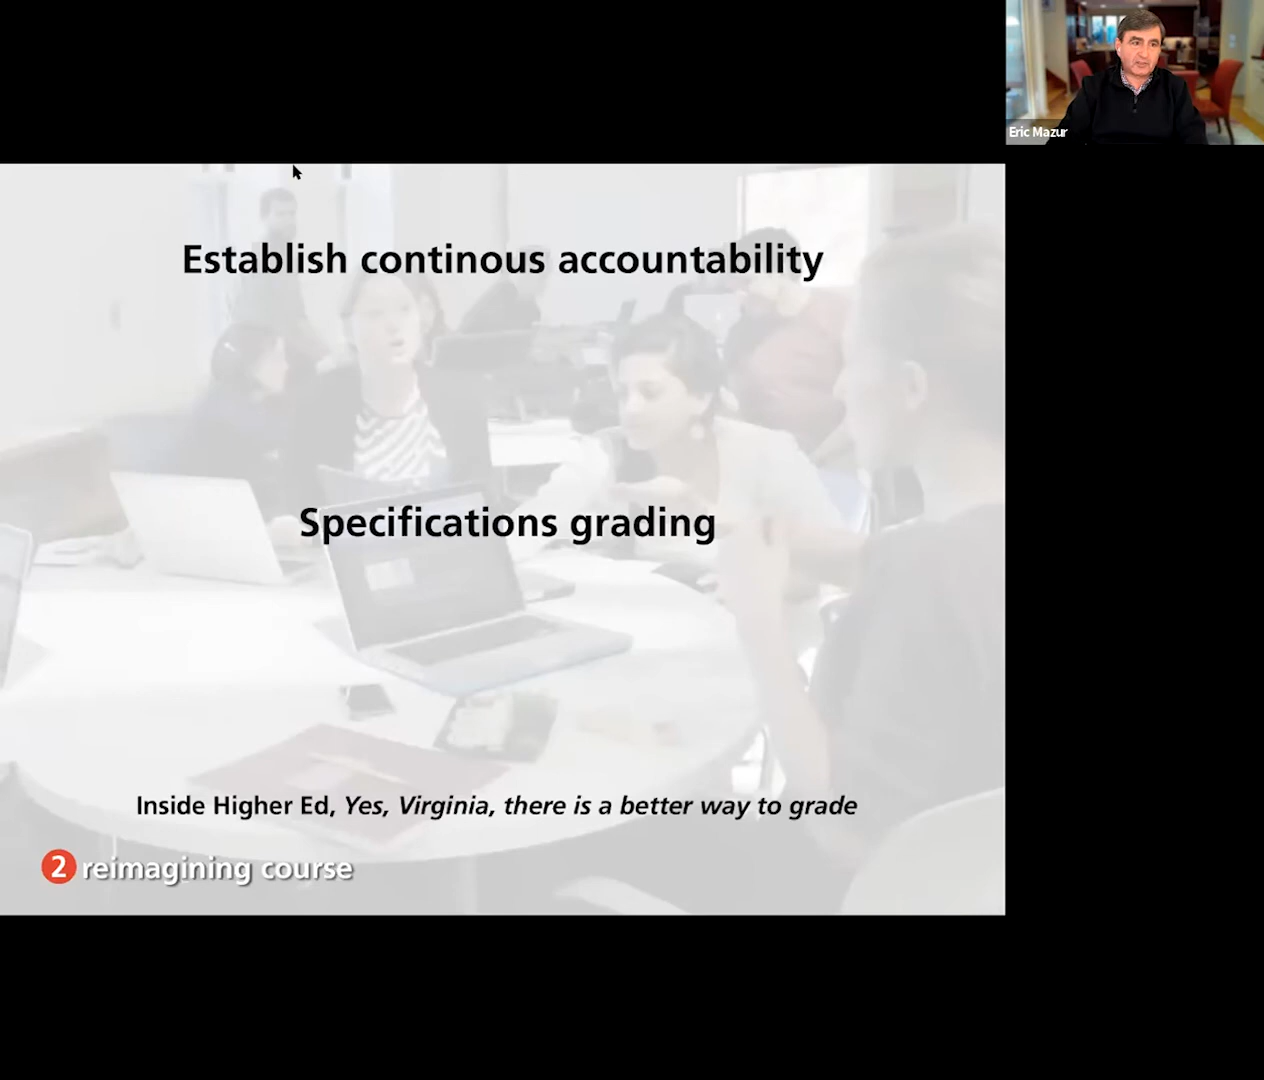 Eric Mazur
Establish continous accountability
Specifications grading
Inside Higher Ed, Yes, Virginia, there is a better way to grade
2 reimagining course